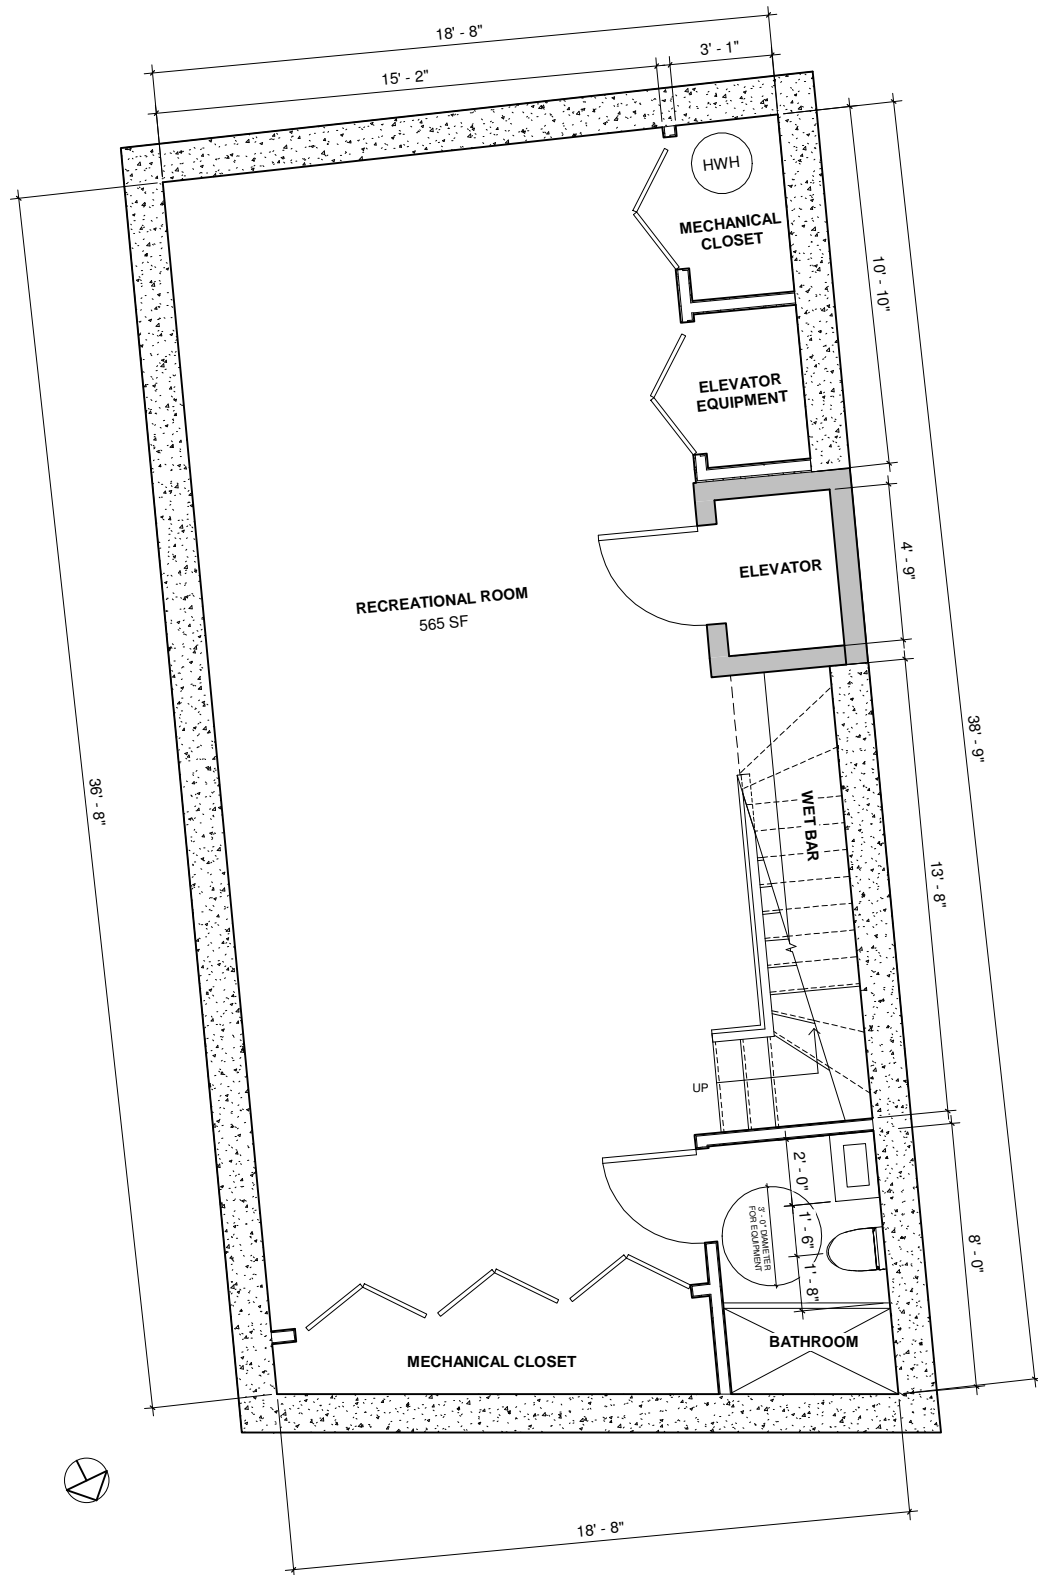 18' - 8"
15' - 2"
3' - 1"
HWH
MECHANICAL
CLOSET
10' - 10"
ELEVATOR
EQUIPMENT
4' - 9"
ELEVATOR
RECREATIONAL ROOM
565 SF
38' - 9"
36' - 8"
WET BAR
13' - 8"
UP
2' - 0"
3'- 0" DIAMETER
FOR EQUIPMENT
1' - 6"
8' - 0"
1' - 8"
BATHROOM
MECHANICAL CLOSET
18' - 8"